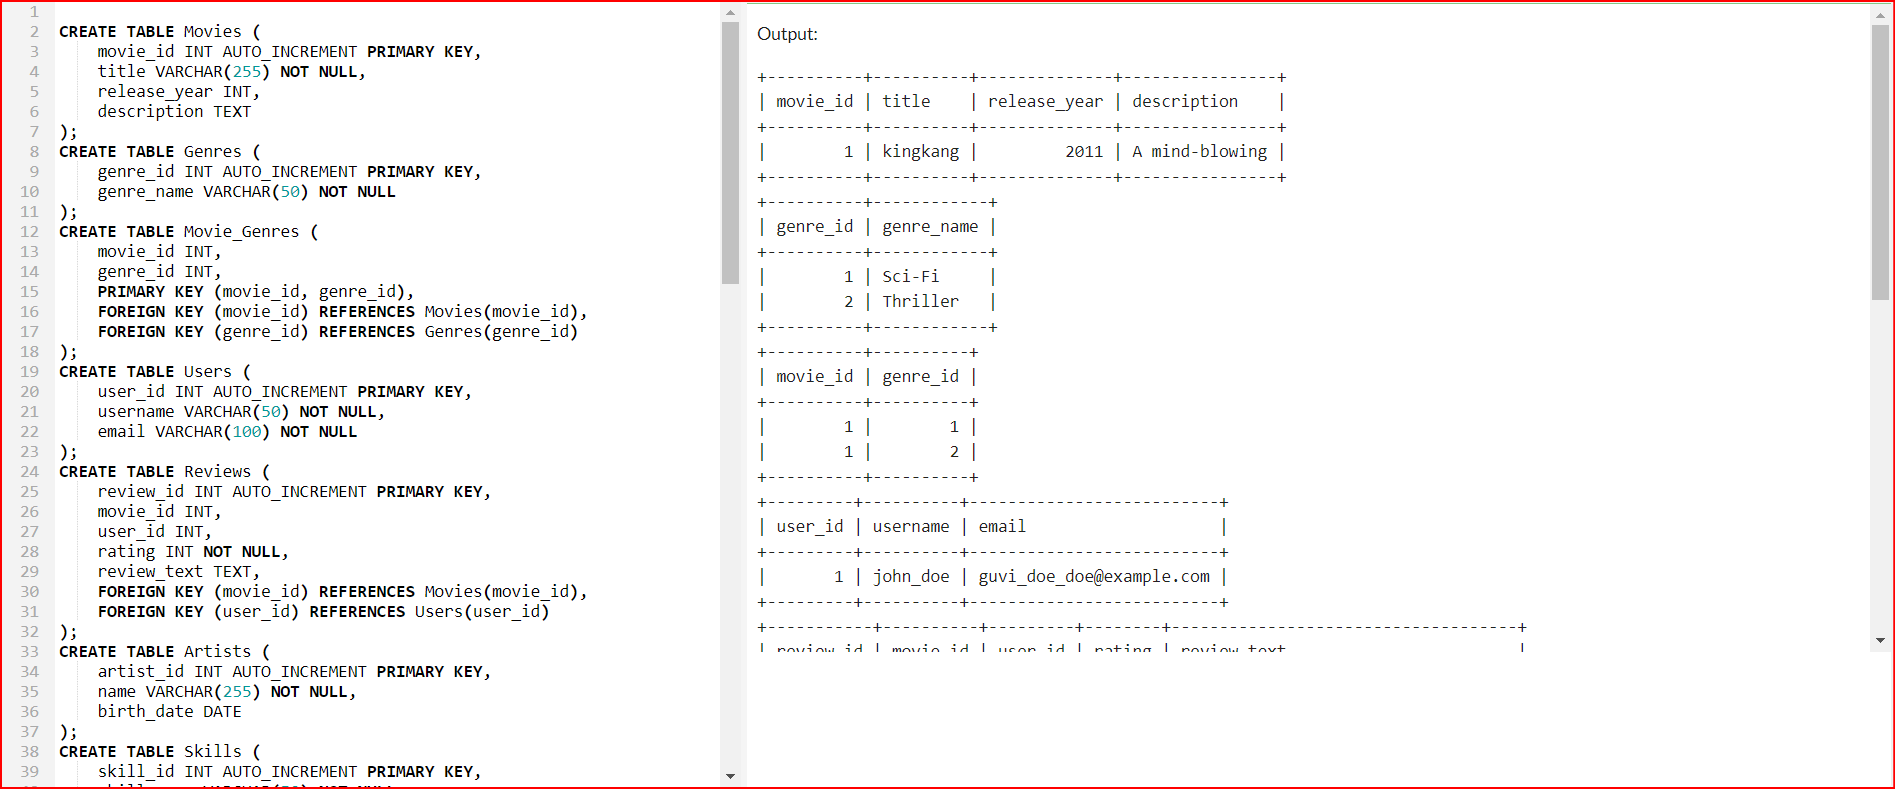 1
2 CREATE TABLE Movies (
3 movie_id INT AUTO_INCREMENT PRIMARY KEY,
4 title VARCHAR(255) NOT NULL,
5 release_year INT,
6 description TEXT
7 );
8 CREATE TABLE Genres (
9 genre_id INT AUTO_INCREMENT PRIMARY KEY,
10 genre_name VARCHAR(50) NOT NULL
11 );
12 CREATE TABLE Movie_Genres (
13 movie_id INT,
14 genre_id INT,
15 PRIMARY KEY (movie_id, genre_id),
16 FOREIGN KEY (movie_id) REFERENCES Movies(movie_id),
17 FOREIGN KEY (genre_id) REFERENCES Genres(genre_id)
18 );
19 CREATE TABLE Users (
20 user_id INT AUTO_INCREMENT PRIMARY KEY,
21 username VARCHAR(50) NOT NULL,
22 email VARCHAR(100) NOT NULL
23 );
24 CREATE TABLE Reviews (
25 review_id INT AUTO_INCREMENT PRIMARY KEY,
26 movie_id INT,
27 user_id INT,
28 rating INT NOT NULL,
29 review_text TEXT,
30 FOREIGN KEY (movie_id) REFERENCES Movies(movie_id),
31 FOREIGN KEY (user_id) REFERENCES Users(user_id)
32 );
33 CREATE TABLE Artists (
34 artist_id INT AUTO_INCREMENT PRIMARY KEY,
35 name VARCHAR(255) NOT NULL,
36 birth_date DATE
37 );
38 CREATE TABLE Skills (
39 skill_id INT AUTO_INCREMENT PRIMARY KEY,
Output:
+----------+----------+--------------+----------------+
| movie_id | title    | release_year | description    |
+----------+----------+--------------+----------------+
|        1 | kingkang |         2011 | A mind-blowing |
+----------+----------+--------------+----------------+
+----------+------------+
| genre_id | genre_name |
+----------+------------+
|        1 | Sci-Fi     |
|        2 | Thriller   |
+----------+------------+
+----------+----------+
| movie_id | genre_id |
+----------+----------+
|        1 |        1 |
|        1 |        2 |
+----------+----------+
+---------+----------+--------------------------+
| user_id | username | email                    |
+---------+----------+--------------------------+
|       1 | john_doe | guvi_doe_doe@example.com |
+---------+----------+--------------------------+
+-----------+----------+---------+--------+------------------------------------+
| review_id | movie_id | user_id | rating | review_text                        |